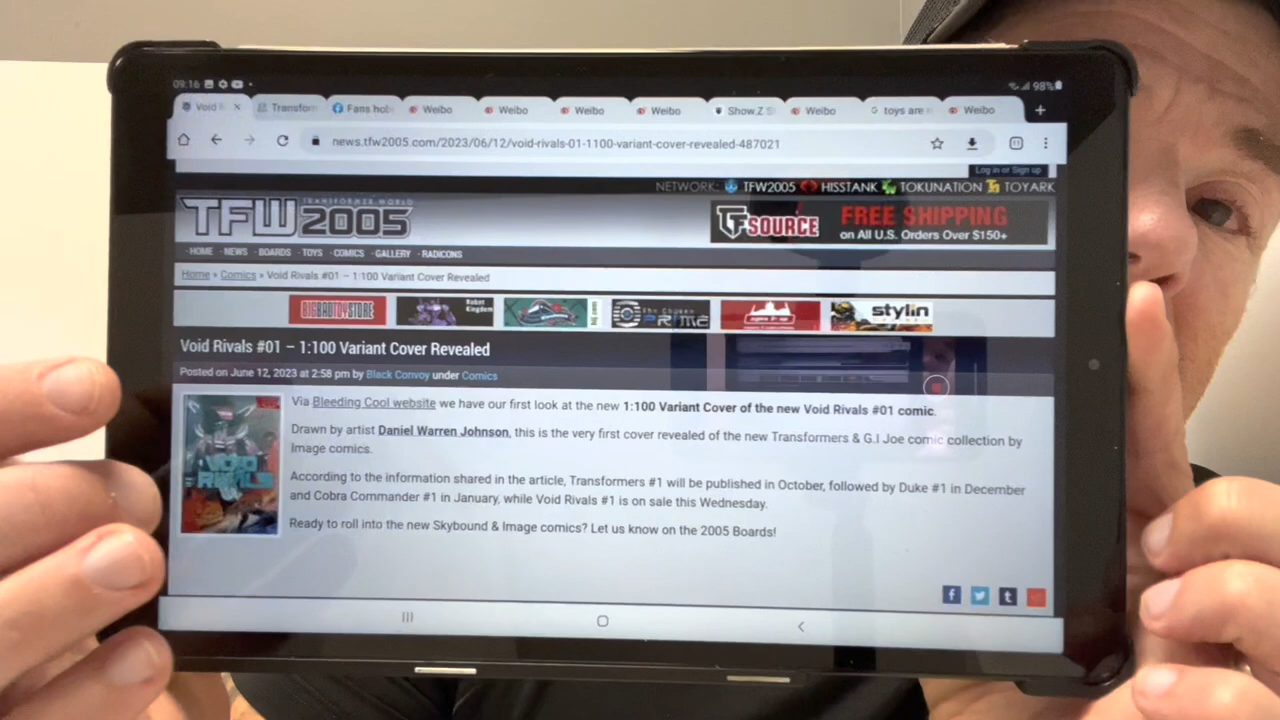 09:16 98%
Void R Transform Fans hob Weibo Weibo Weibo Weibo Show.Z S Weibo toys are Weibo
news.tfw2005.com/2023/06/12/void-rivals-01-1100-variant-cover-revealed-487021
Log in or Sign up
NETWORK: TFW2005 HISSTANK TOKUNATION TOYARK
TRANSFORMER WORLD
TFW 2005
TFSOURCE FREE SHIPPING
on All U.S. Orders Over $150+
· HOME · NEWS · BOARDS · TOYS · COMICS · GALLERY · RADICONS
Home » Comics » Void Rivals #01 – 1:100 Variant Cover Revealed
BIGBADTOYSTORE Robot Kingdom The Chosen PRIME stylin
Void Rivals #01 – 1:100 Variant Cover Revealed
Posted on June 12, 2023 at 2:58 pm by Black Convoy under Comics
VOID RIVALS
Via Bleeding Cool website we have our first look at the new 1:100 Variant Cover of the new Void Rivals #01 comic.
Drawn by artist Daniel Warren Johnson, this is the very first cover revealed of the new Transformers & G.I Joe comic collection by
Image comics.
According to the information shared in the article, Transformers #1 will be published in October, followed by Duke #1 in December
and Cobra Commander #1 in January, while Void Rivals #1 is on sale this Wednesday.
Ready to roll into the new Skybound & Image comics? Let us know on the 2005 Boards!